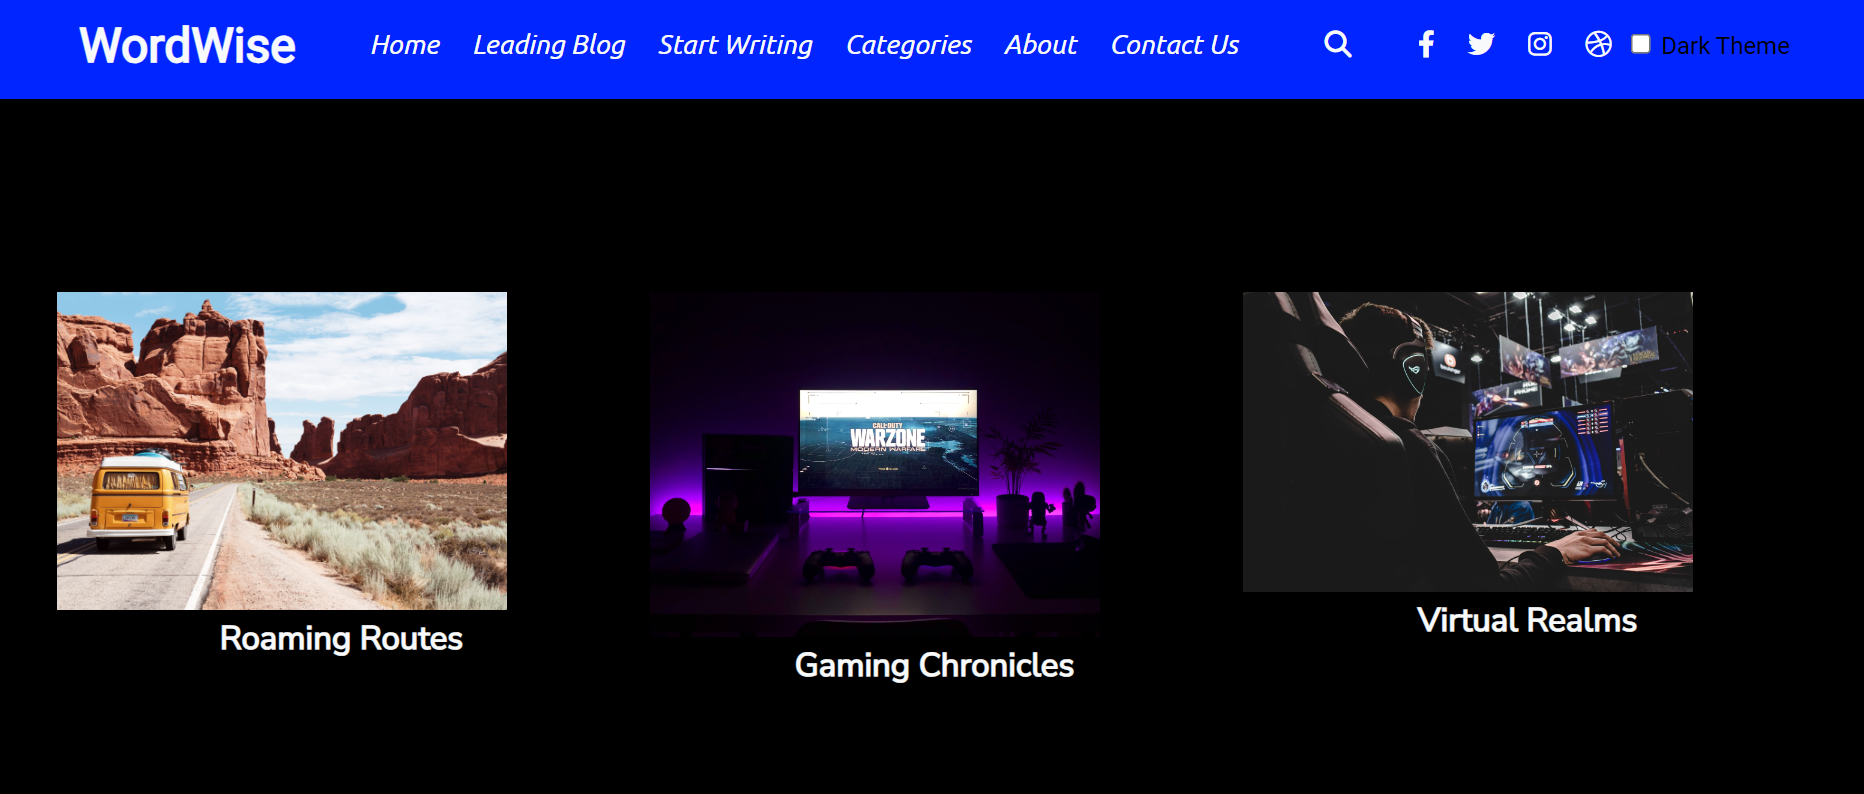 WordWise Home Leading Blog Start Writing Categories About Contact Us Dark Theme
CALL OF DUTY
WARZONE
MODERN WARFARE
Roaming Routes
Gaming Chronicles
Virtual Realms